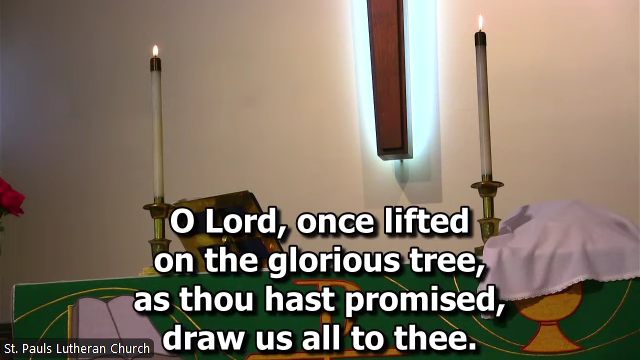 O Lord, once lifted
on the glorious tree,
as thou hast promised,
draw us all to thee.
St. Pauls Lutheran Church